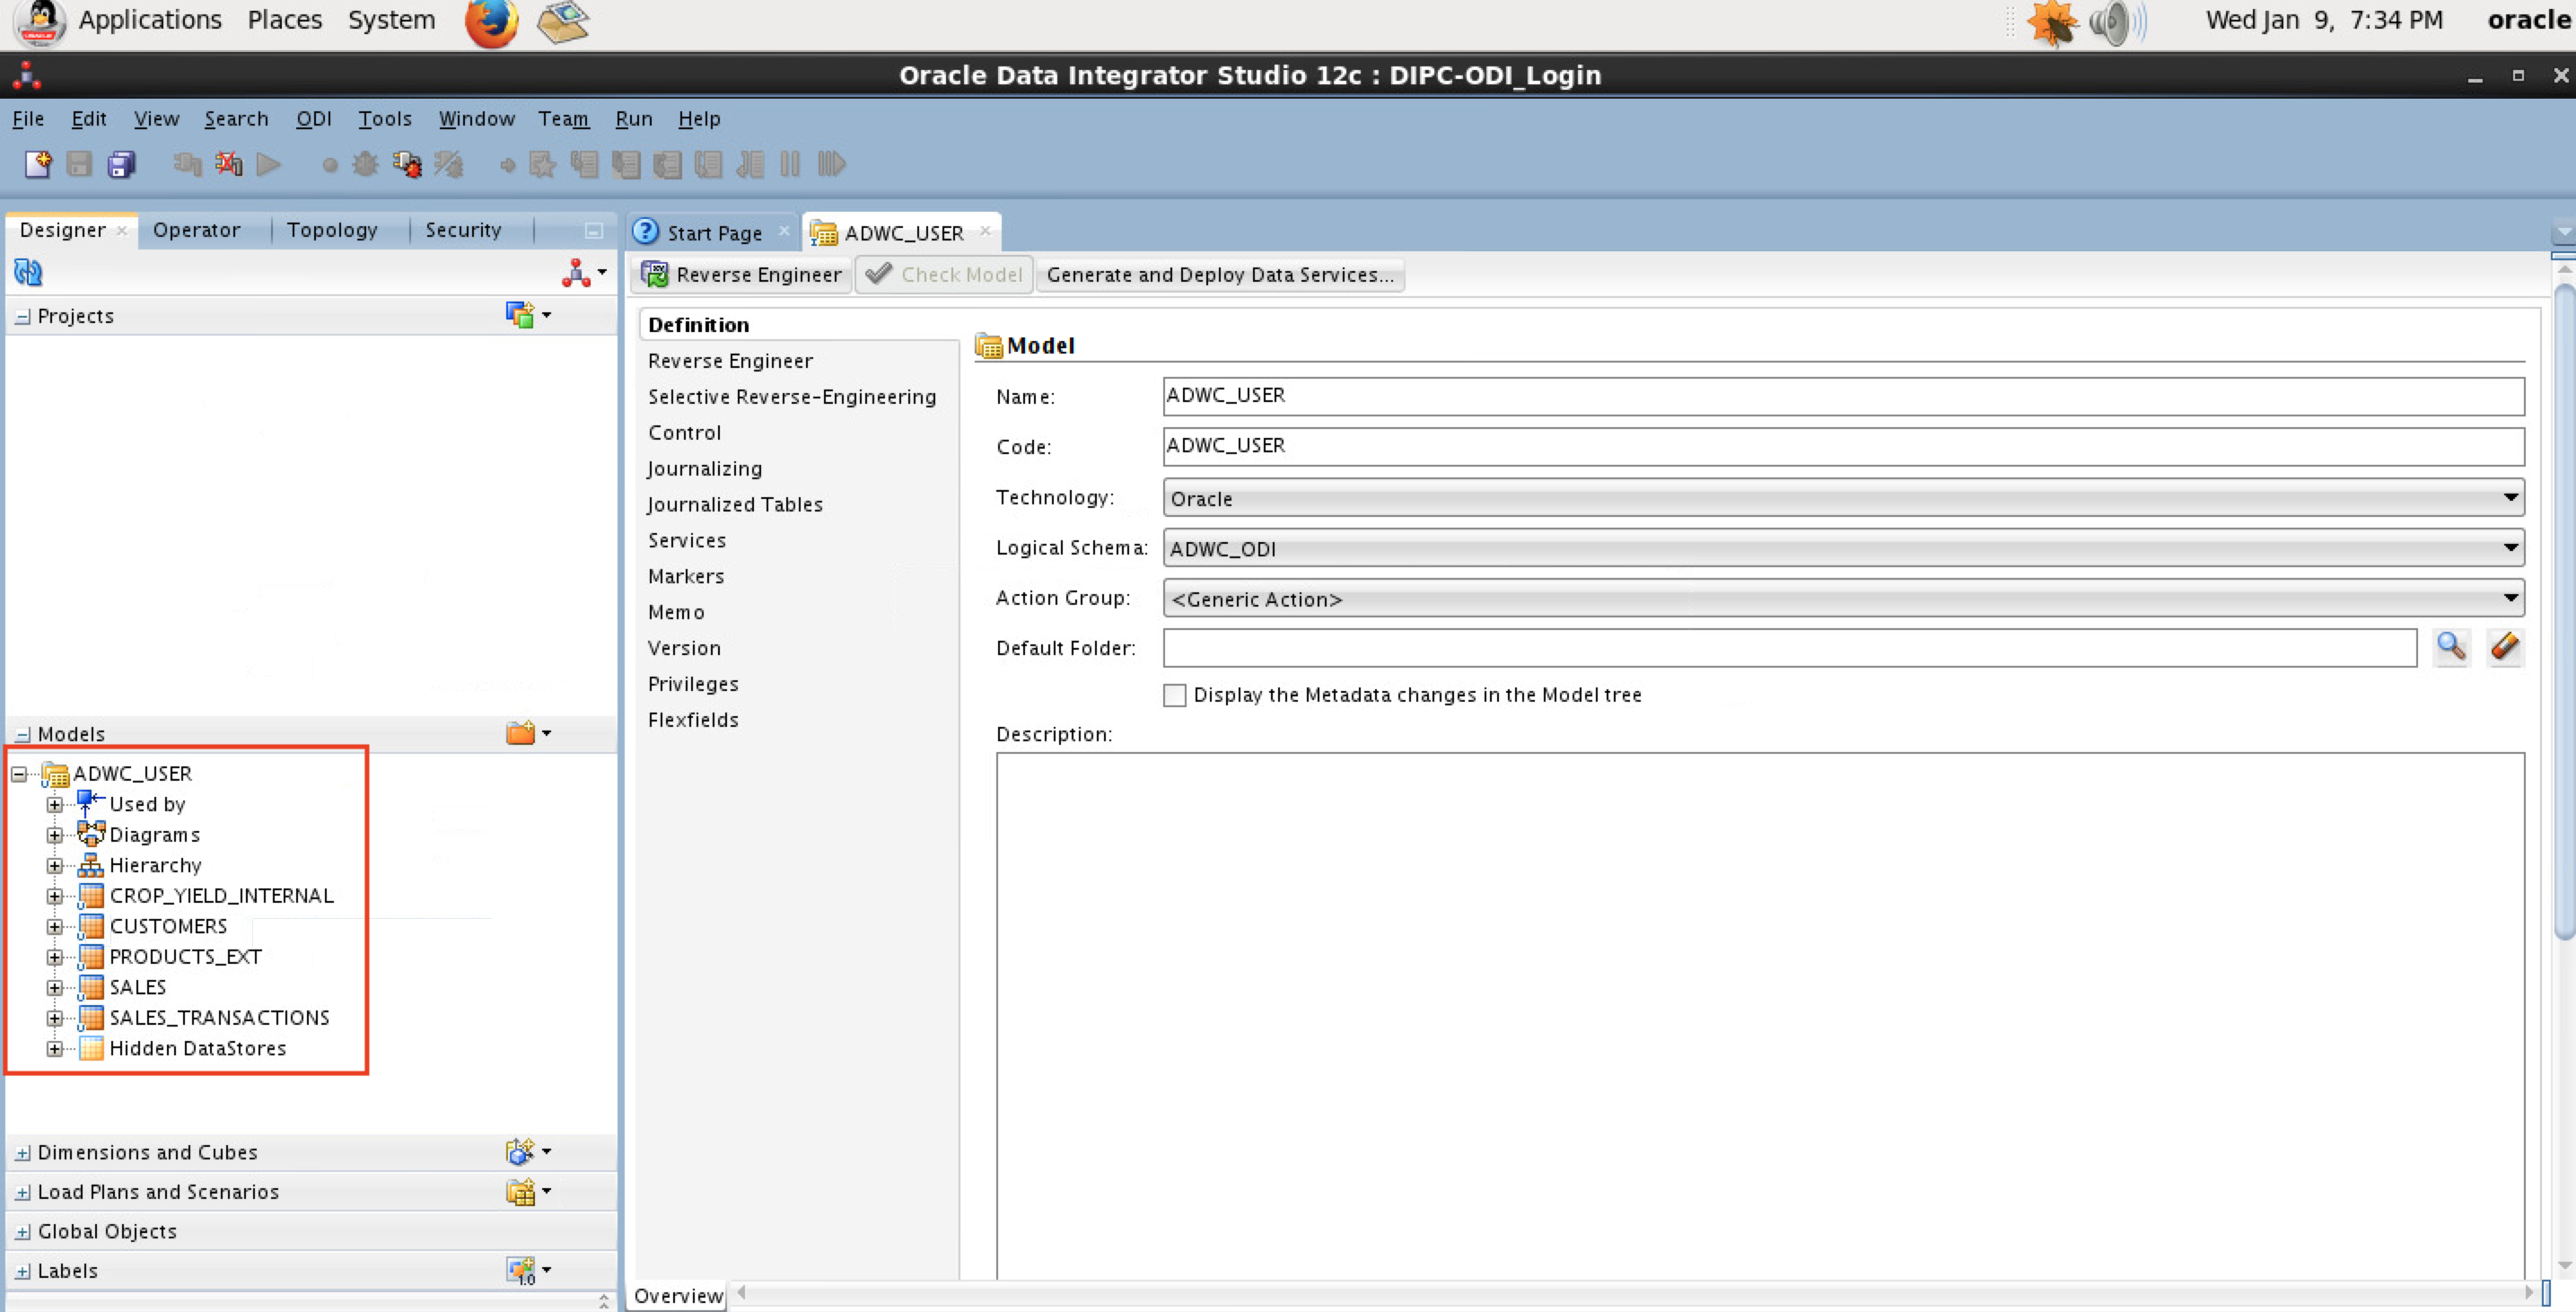 Applications Places System Wed Jan 9, 7:34 PM oracle
Oracle Data Integrator Studio 12c : DIPC-ODI_Login
File Edit View Search ODI Tools Window Team Run Help
Designer Operator Topology Security
Projects
Models
ADWC_USER
Used by
Diagrams
Hierarchy
CROP_YIELD_INTERNAL
CUSTOMERS
PRODUCTS_EXT
SALES
SALES_TRANSACTIONS
Hidden DataStores
Dimensions and Cubes
Load Plans and Scenarios
Global Objects
Labels
1.0
Start Page ADWC_USER
Reverse Engineer Check Model Generate and Deploy Data Services...
Definition
Reverse Engineer
Selective Reverse-Engineering
Control
Journalizing
Journalized Tables
Services
Markers
Memo
Version
Privileges
Flexfields
Model
Name: ADWC_USER
Code: ADWC_USER
Technology: Oracle
Logical Schema: ADWC_ODI
Action Group: <Generic Action>
Default Folder:
Display the Metadata changes in the Model tree
Description:
Overview